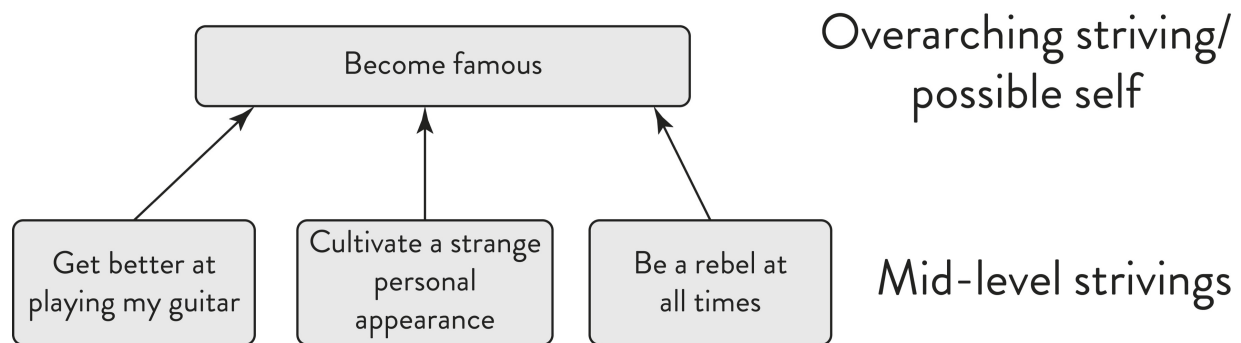 Become famous
Overarching striving/
possible self
Get better at
playing my guitar
Cultivate a strange
personal
appearance
Be a rebel at
all times
Mid-level strivings